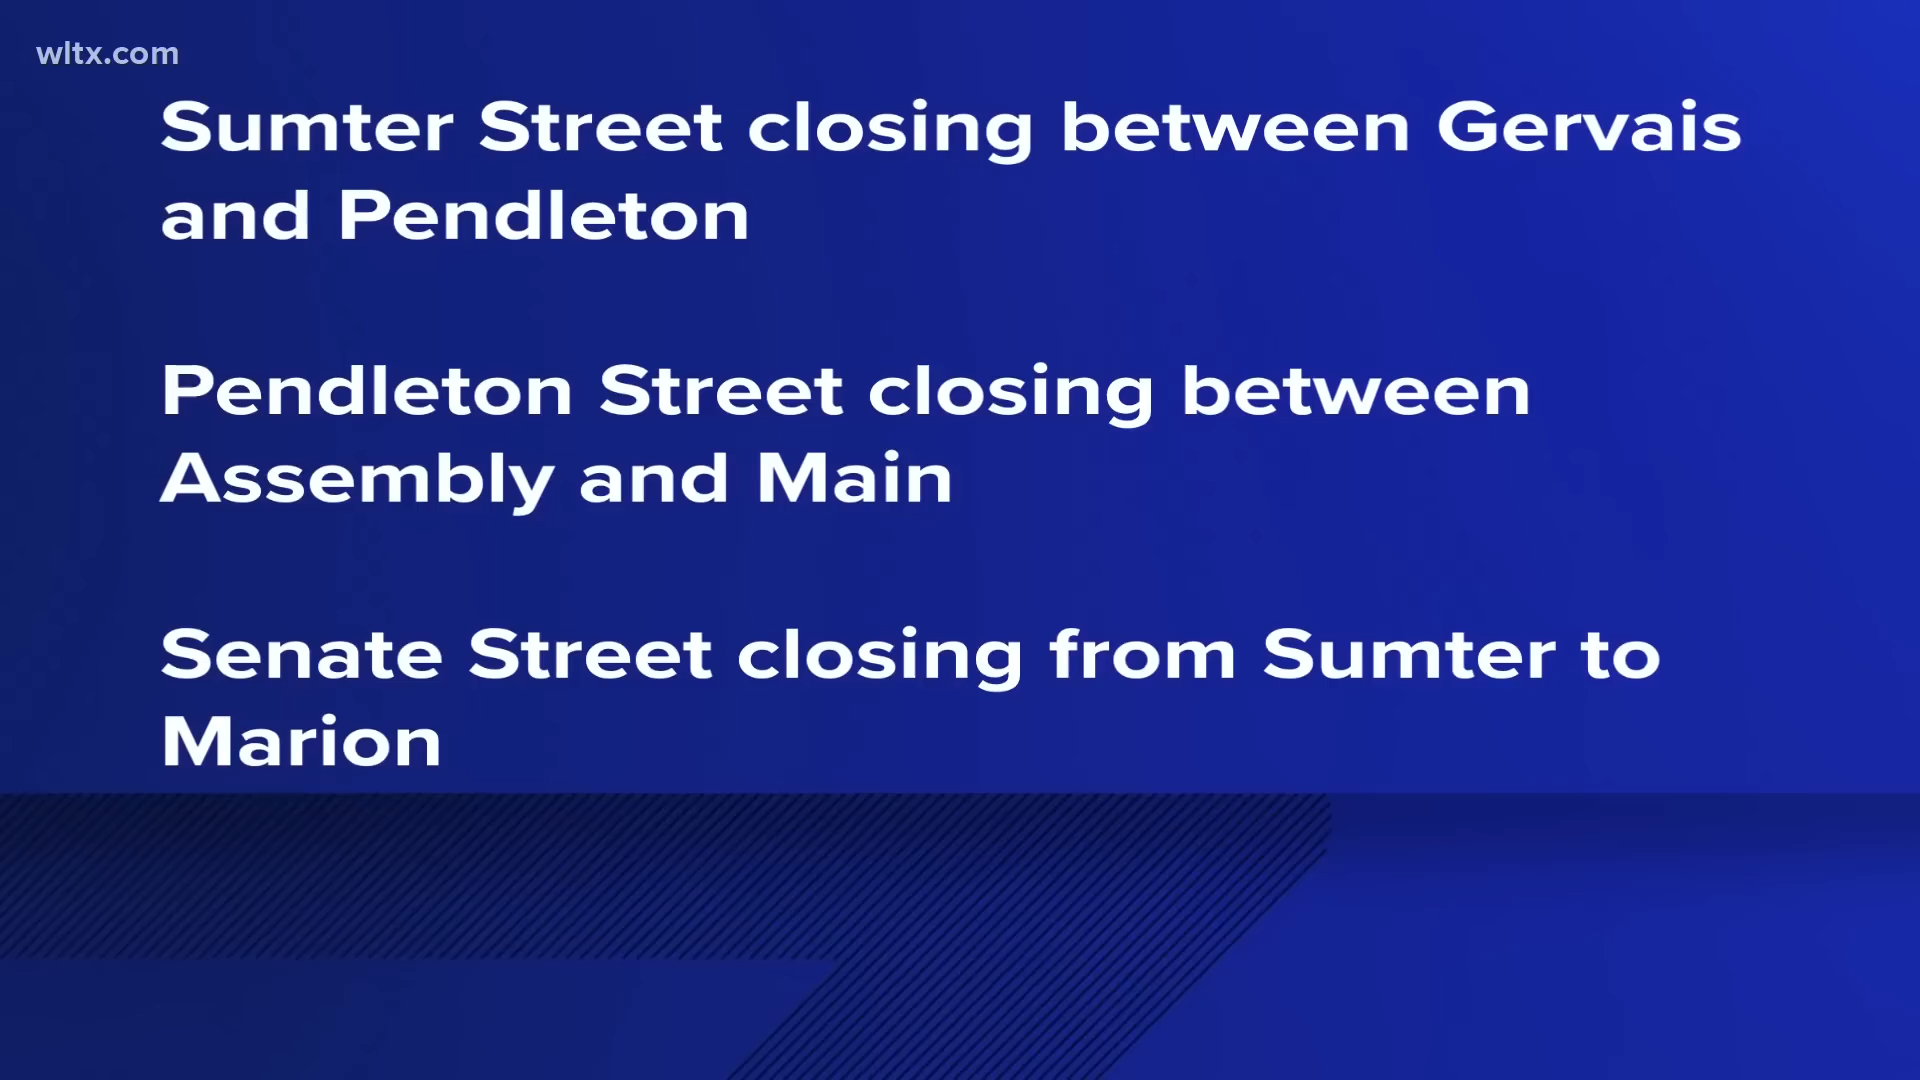 wltx.com
Sumter Street closing between Gervais
and Pendleton
Pendleton Street closing between
Assembly and Main
Senate Street closing from Sumter to
Marion